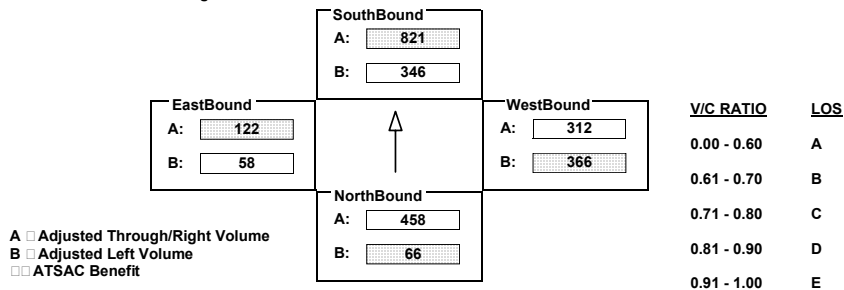 SouthBound
A: 821
B: 346
EastBound
A: 122
B: 58
WestBound
A: 312
B: 366
NorthBound
A: 458
B: 66
A □ Adjusted Through/Right Volume
B □ Adjusted Left Volume
□□ ATSAC Benefit
V/C RATIO LOS
0.00 - 0.60 A
0.61 - 0.70 B
0.71 - 0.80 C
0.81 - 0.90 D
0.91 - 1.00 E